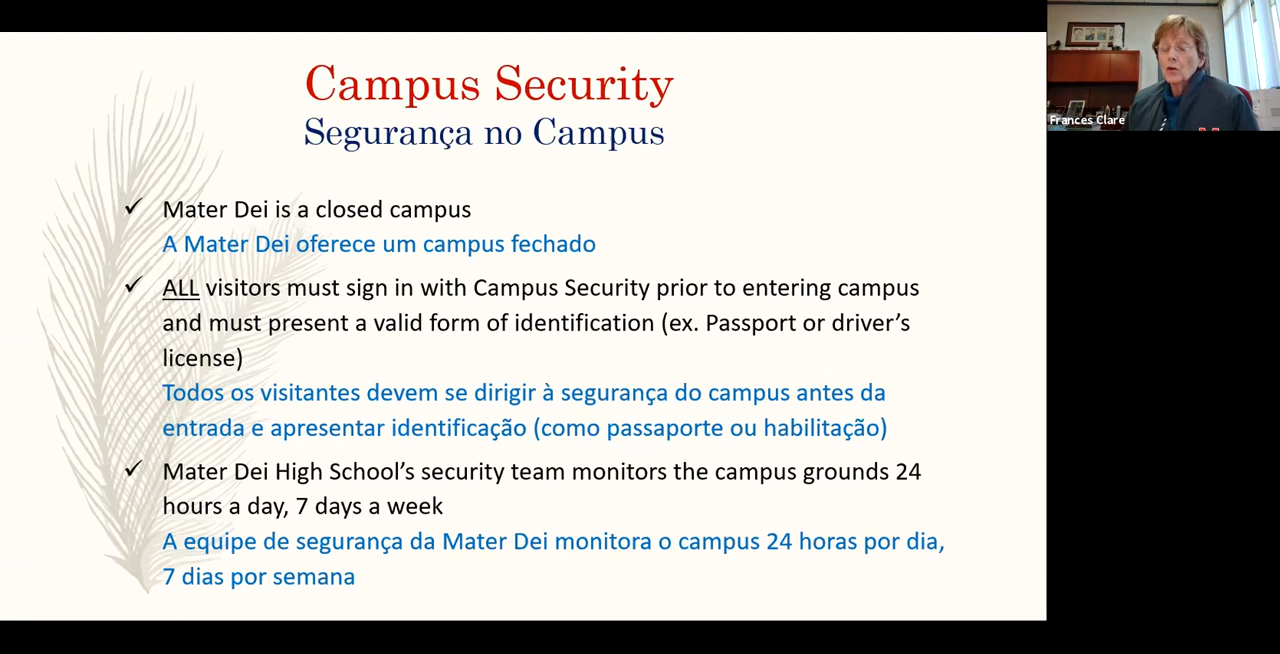 Campus Security
Segurança no Campus
✓ Mater Dei is a closed campus
A Mater Dei oferece um campus fechado
✓ ALL visitors must sign in with Campus Security prior to entering campus
and must present a valid form of identification (ex. Passport or driver’s
license)
Todos os visitantes devem se dirigir à segurança do campus antes da
entrada e apresentar identificação (como passaporte ou habilitação)
✓ Mater Dei High School’s security team monitors the campus grounds 24
hours a day, 7 days a week
A equipe de segurança da Mater Dei monitora o campus 24 horas por dia,
7 dias por semana
Frances Clare